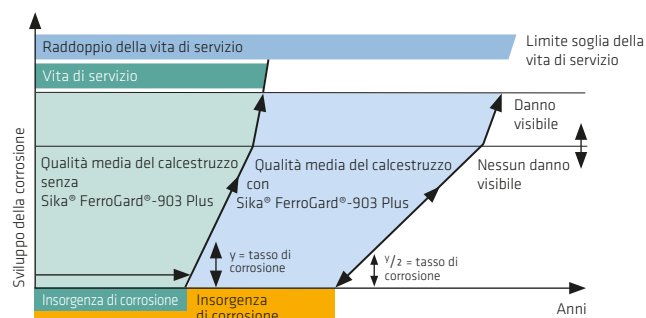 Raddoppio della vita di servizio
Limite soglia della
vita di servizio
Vita di servizio
Danno
visibile
Sviluppo della corrosione
Qualità media del calcestruzzo
senza
Sika® FerroGard®-903 Plus
Qualità media del calcestruzzo
con
Sika® FerroGard®-903 Plus
Nessun danno
visibile
y = tasso di
corrosione
y/2 = tasso di
corrosione
Insorgenza di corrosione
Insorgenza
di corrosione
Anni